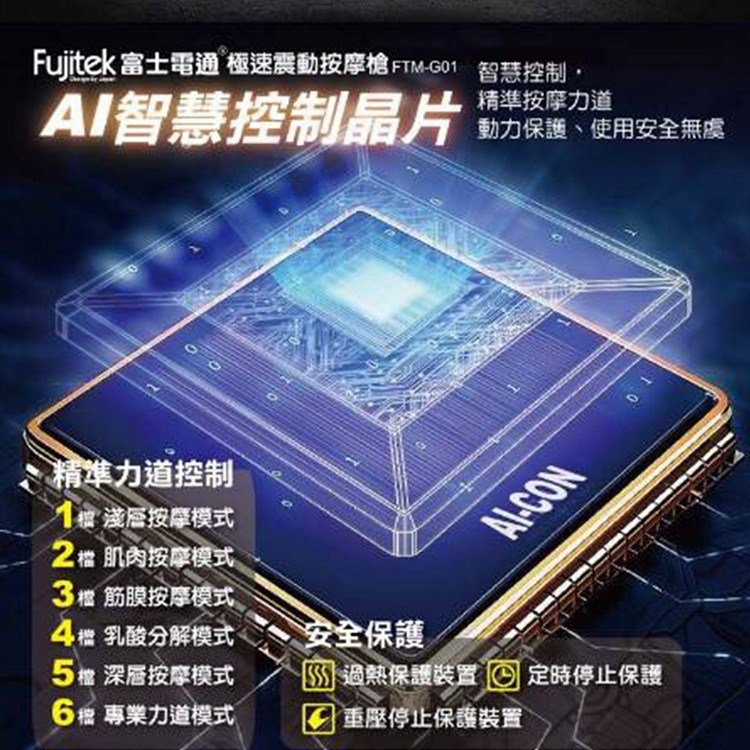 Fujitek 富士電通® 極速震動按摩槍 FTM-G01
Design by Japan
AI智慧控制晶片
智慧控制，
精準按摩力道
動力保護、使用安全無虞
AI-CON
精準力道控制
1檔 淺層按摩模式
2檔 肌肉按摩模式
3檔 筋膜按摩模式
4檔 乳酸分解模式
5檔 深層按摩模式
6檔 專業力道模式
安全保護
過熱保護裝置 定時停止保護
重壓停止保護裝置